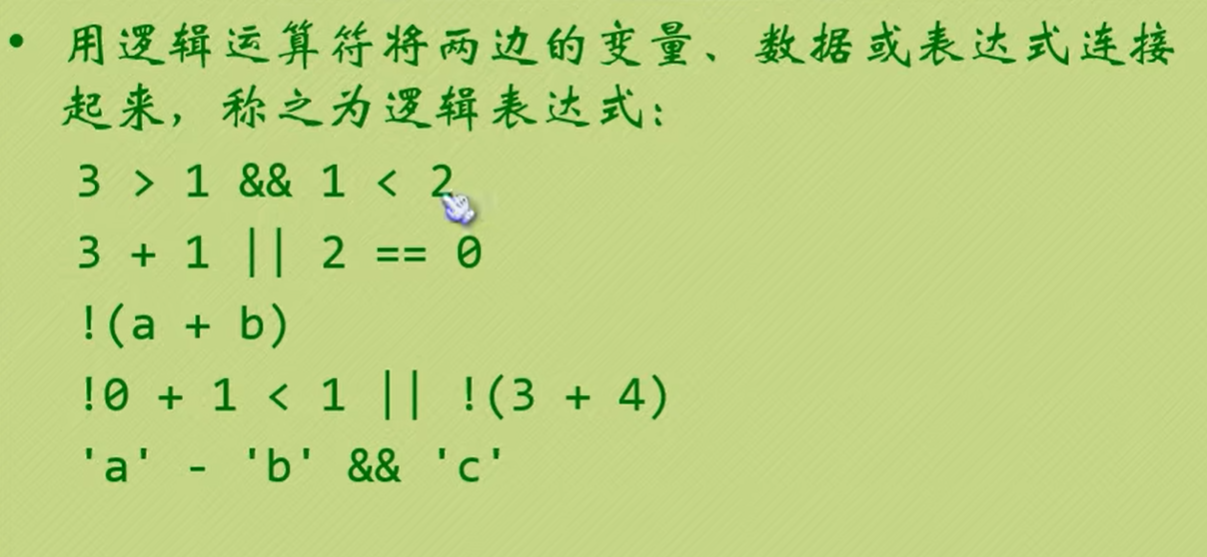 • 用逻辑运算符将两边的变量、数据或表达式连接
起来，称之为逻辑表达式：
3 > 1 && 1 < 2
3 + 1 || 2 == 0
!(a + b)
!0 + 1 < 1 || !(3 + 4)
'a' - 'b' && 'c'